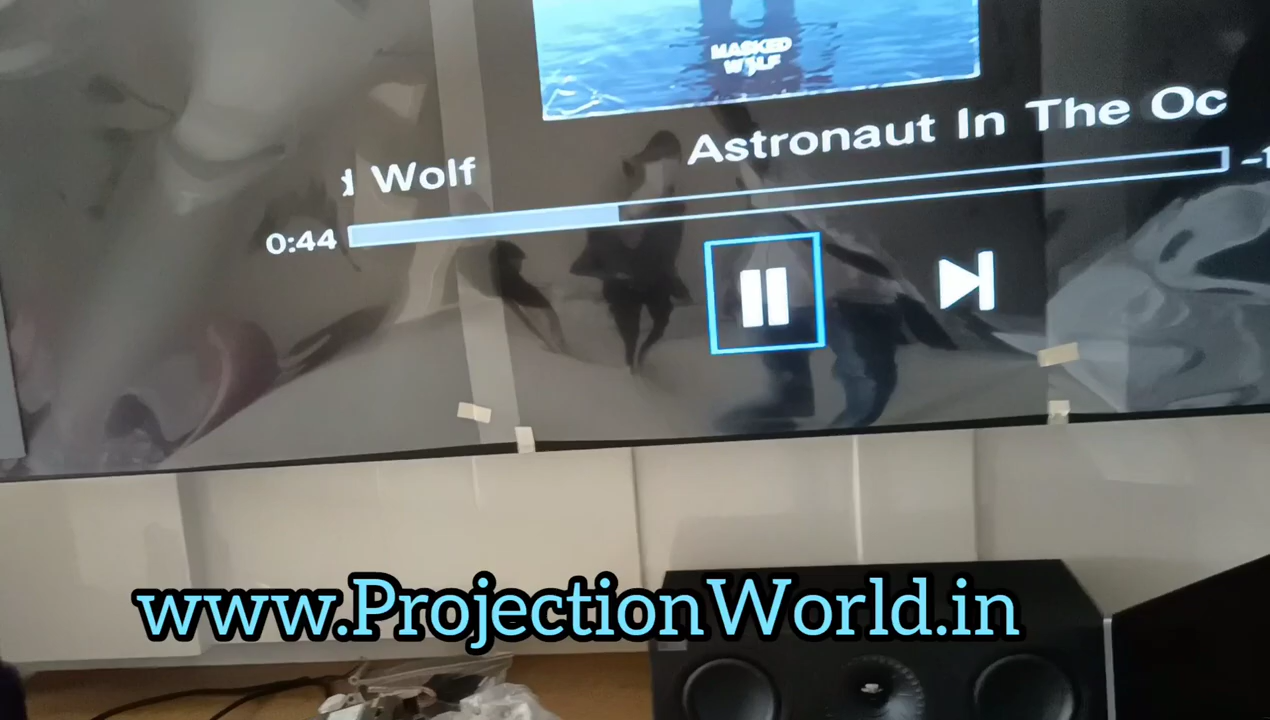 MASKED
WOLF
Astronaut In The Oc
d Wolf
0:44
www.ProjectionWorld.in